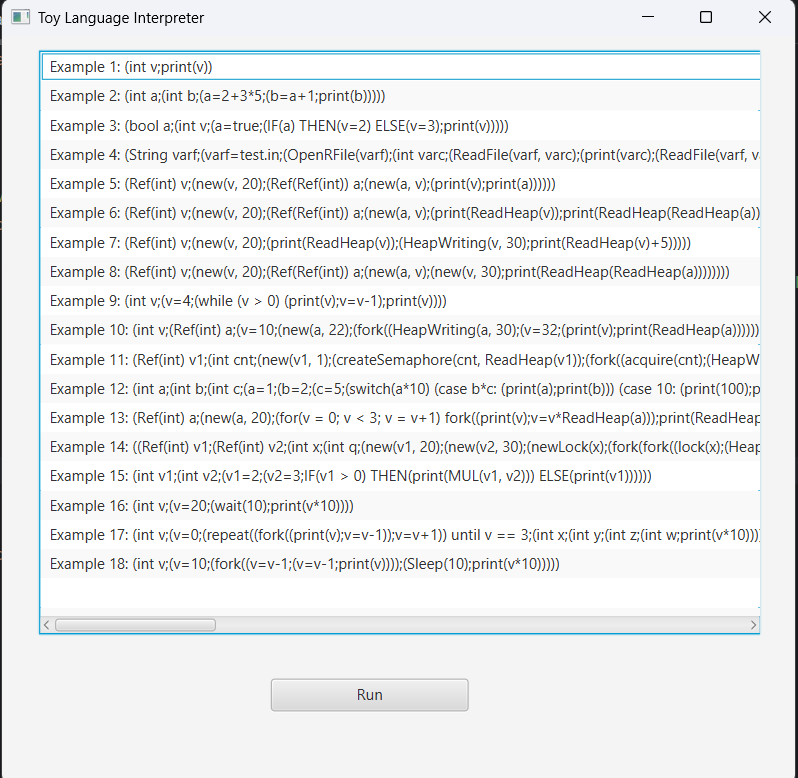 Toy Language Interpreter
Example 1: (int v;print(v))
Example 2: (int a;(int b;(a=2+3*5;(b=a+1;print(b)))))
Example 3: (bool a;(int v;(a=true;(IF(a) THEN(v=2) ELSE(v=3);print(v)))))
Example 4: (String varf;(varf=test.in;(OpenRFile(varf);(int varc;(ReadFile(varf, varc);(print(varc);(ReadFile(varf, v
Example 5: (Ref(int) v;(new(v, 20);(Ref(Ref(int)) a;(new(a, v);(print(v);print(a))))))
Example 6: (Ref(int) v;(new(v, 20);(Ref(Ref(int)) a;(new(a, v);(print(ReadHeap(v));print(ReadHeap(ReadHeap(a))
Example 7: (Ref(int) v;(new(v, 20);(print(ReadHeap(v));(HeapWriting(v, 30);print(ReadHeap(v)+5)))))
Example 8: (Ref(int) v;(new(v, 20);(Ref(Ref(int)) a;(new(a, v);(new(v, 30);print(ReadHeap(ReadHeap(a))))))))
Example 9: (int v;(v=4;(while (v > 0) (print(v);v=v-1);print(v))))
Example 10: (int v;(Ref(int) a;(v=10;(new(a, 22);(fork((HeapWriting(a, 30);(v=32;(print(v);print(ReadHeap(a))))))
Example 11: (Ref(int) v1;(int cnt;(new(v1, 1);(createSemaphore(cnt, ReadHeap(v1));(fork((acquire(cnt);(HeapW
Example 12: (int a;(int b;(int c;(a=1;(b=2;(c=5;(switch(a*10) (case b*c: (print(a);print(b))) (case 10: (print(100);p
Example 13: (Ref(int) a;(new(a, 20);(for(v = 0; v < 3; v = v+1) fork((print(v);v=v*ReadHeap(a)));print(ReadHeap
Example 14: ((Ref(int) v1;(Ref(int) v2;(int x;(int q;(new(v1, 20);(new(v2, 30);(newLock(x);(fork(fork((lock(x);(Heap
Example 15: (int v1;(int v2;(v1=2;(v2=3;IF(v1 > 0) THEN(print(MUL(v1, v2))) ELSE(print(v1))))))
Example 16: (int v;(v=20;(wait(10);print(v*10))))
Example 17: (int v;(v=0;(repeat((fork((print(v);v=v-1));v=v+1)) until v == 3;(int x;(int y;(int z;(int w;print(v*10))))
Example 18: (int v;(v=10;(fork((v=v-1;(v=v-1;print(v))));(Sleep(10);print(v*10)))))
Run